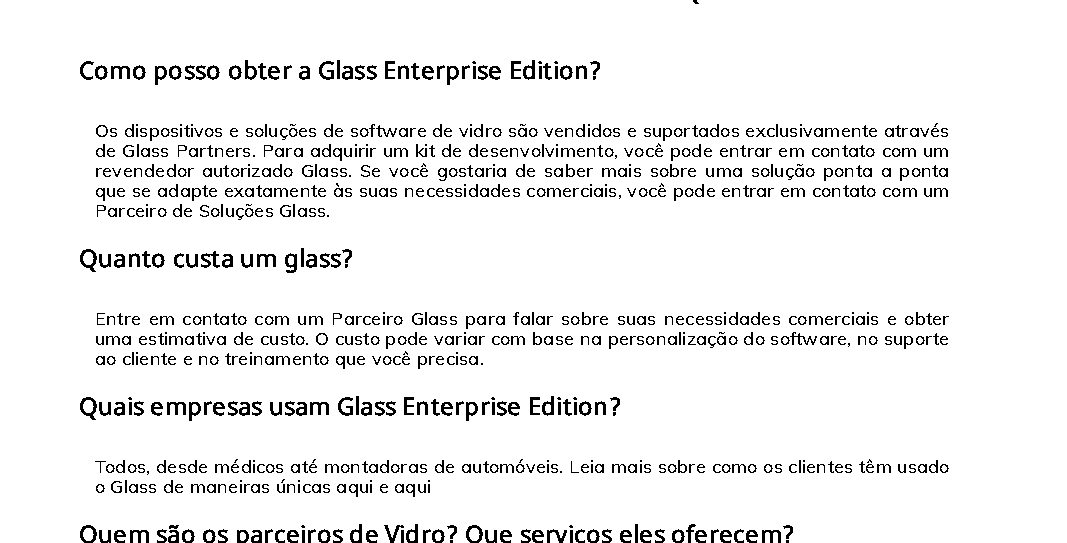 Como posso obter a Glass Enterprise Edition?
Os dispositivos e soluções de software de vidro são vendidos e suportados exclusivamente através
de Glass Partners. Para adquirir um kit de desenvolvimento, você pode entrar em contato com um
revendedor autorizado Glass. Se você gostaria de saber mais sobre uma solução ponta a ponta
que se adapte exatamente às suas necessidades comerciais, você pode entrar em contato com um
Parceiro de Soluções Glass.
Quanto custa um glass?
Entre em contato com um Parceiro Glass para falar sobre suas necessidades comerciais e obter
uma estimativa de custo. O custo pode variar com base na personalização do software, no suporte
ao cliente e no treinamento que você precisa.
Quais empresas usam Glass Enterprise Edition?
Todos, desde médicos até montadoras de automóveis. Leia mais sobre como os clientes têm usado
o Glass de maneiras únicas aqui e aqui
Quem são os parceiros de Vidro? Que serviços eles oferecem?